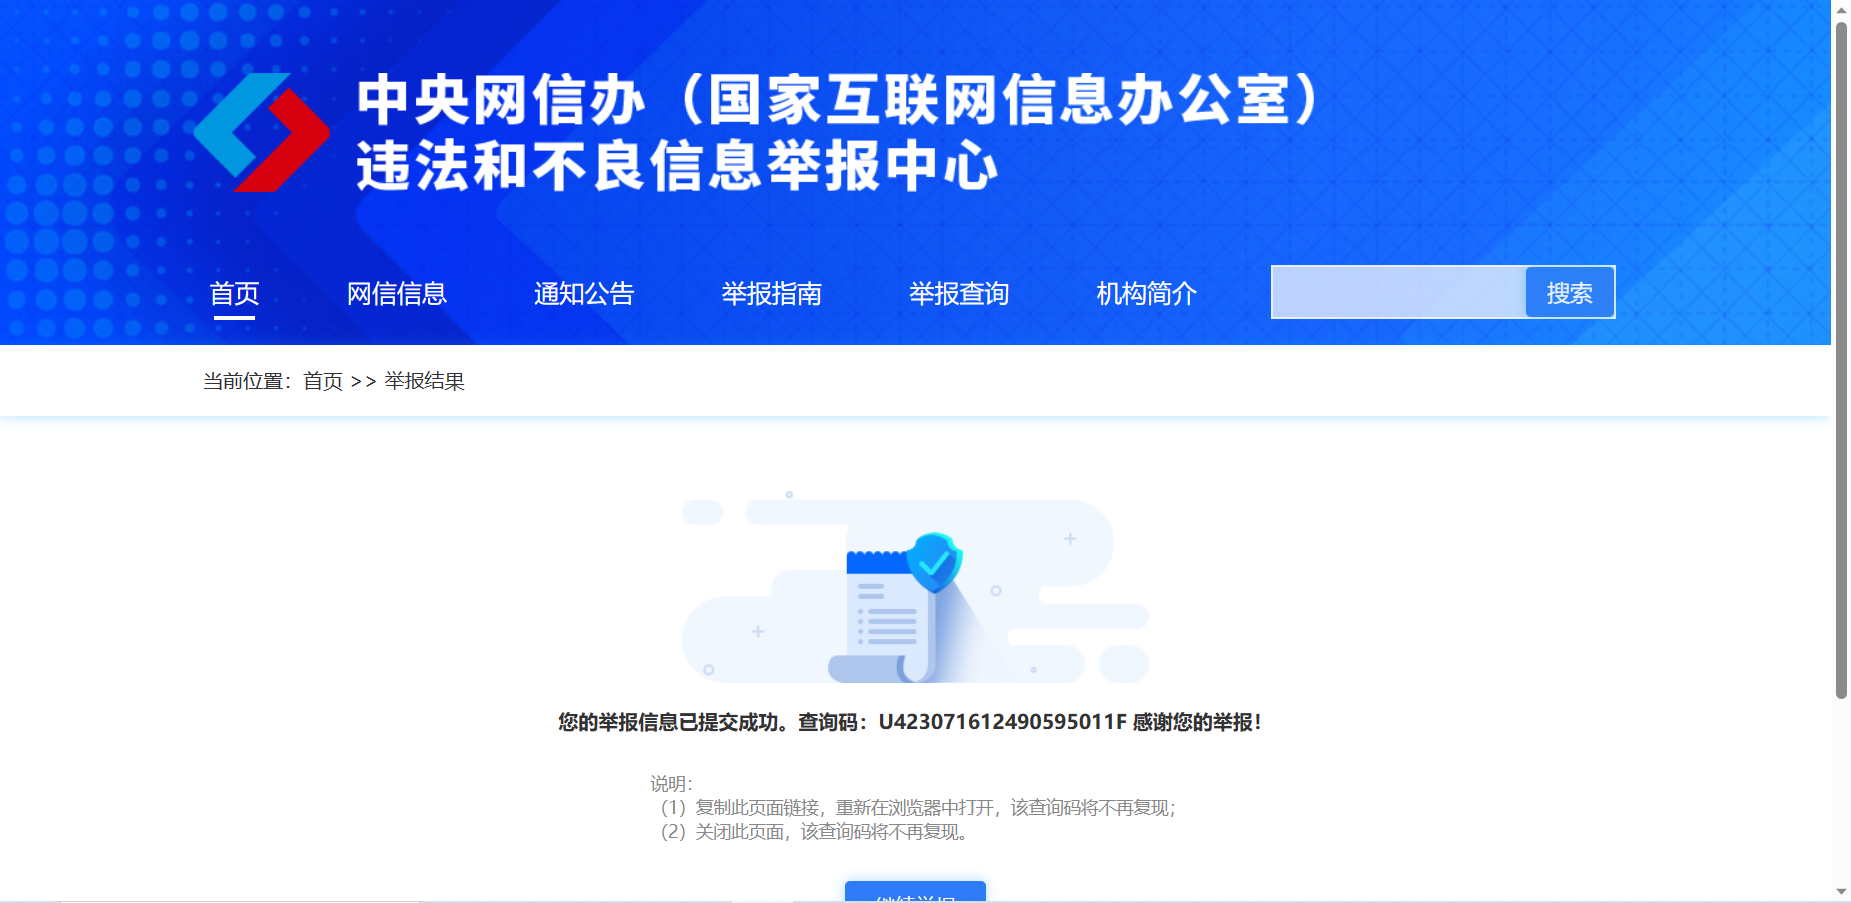 中央网信办（国家互联网信息办公室）
违法和不良信息举报中心
首页 网信信息 通知公告 举报指南 举报查询 机构简介 搜索
当前位置：首页 >> 举报结果
您的举报信息已提交成功。查询码：U423071612490595011F 感谢您的举报！
说明：
（1）复制此页面链接，重新在浏览器中打开，该查询码将不再复现；
（2）关闭此页面，该查询码将不再复现。
继续举报